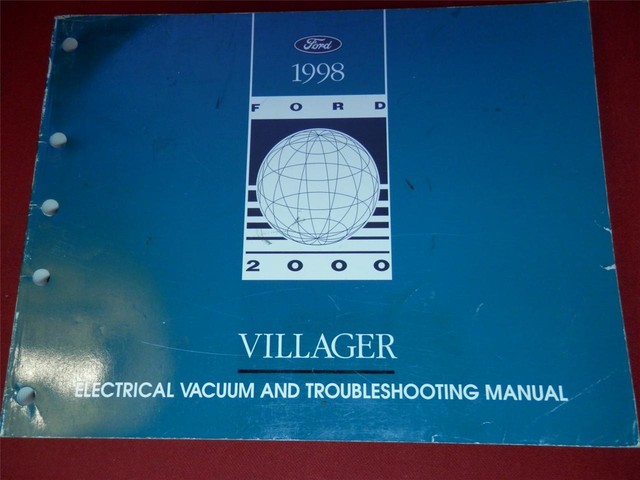 Ford
1998
FORD
2000
VILLAGER
ELECTRICAL VACUUM AND TROUBLESHOOTING MANUAL